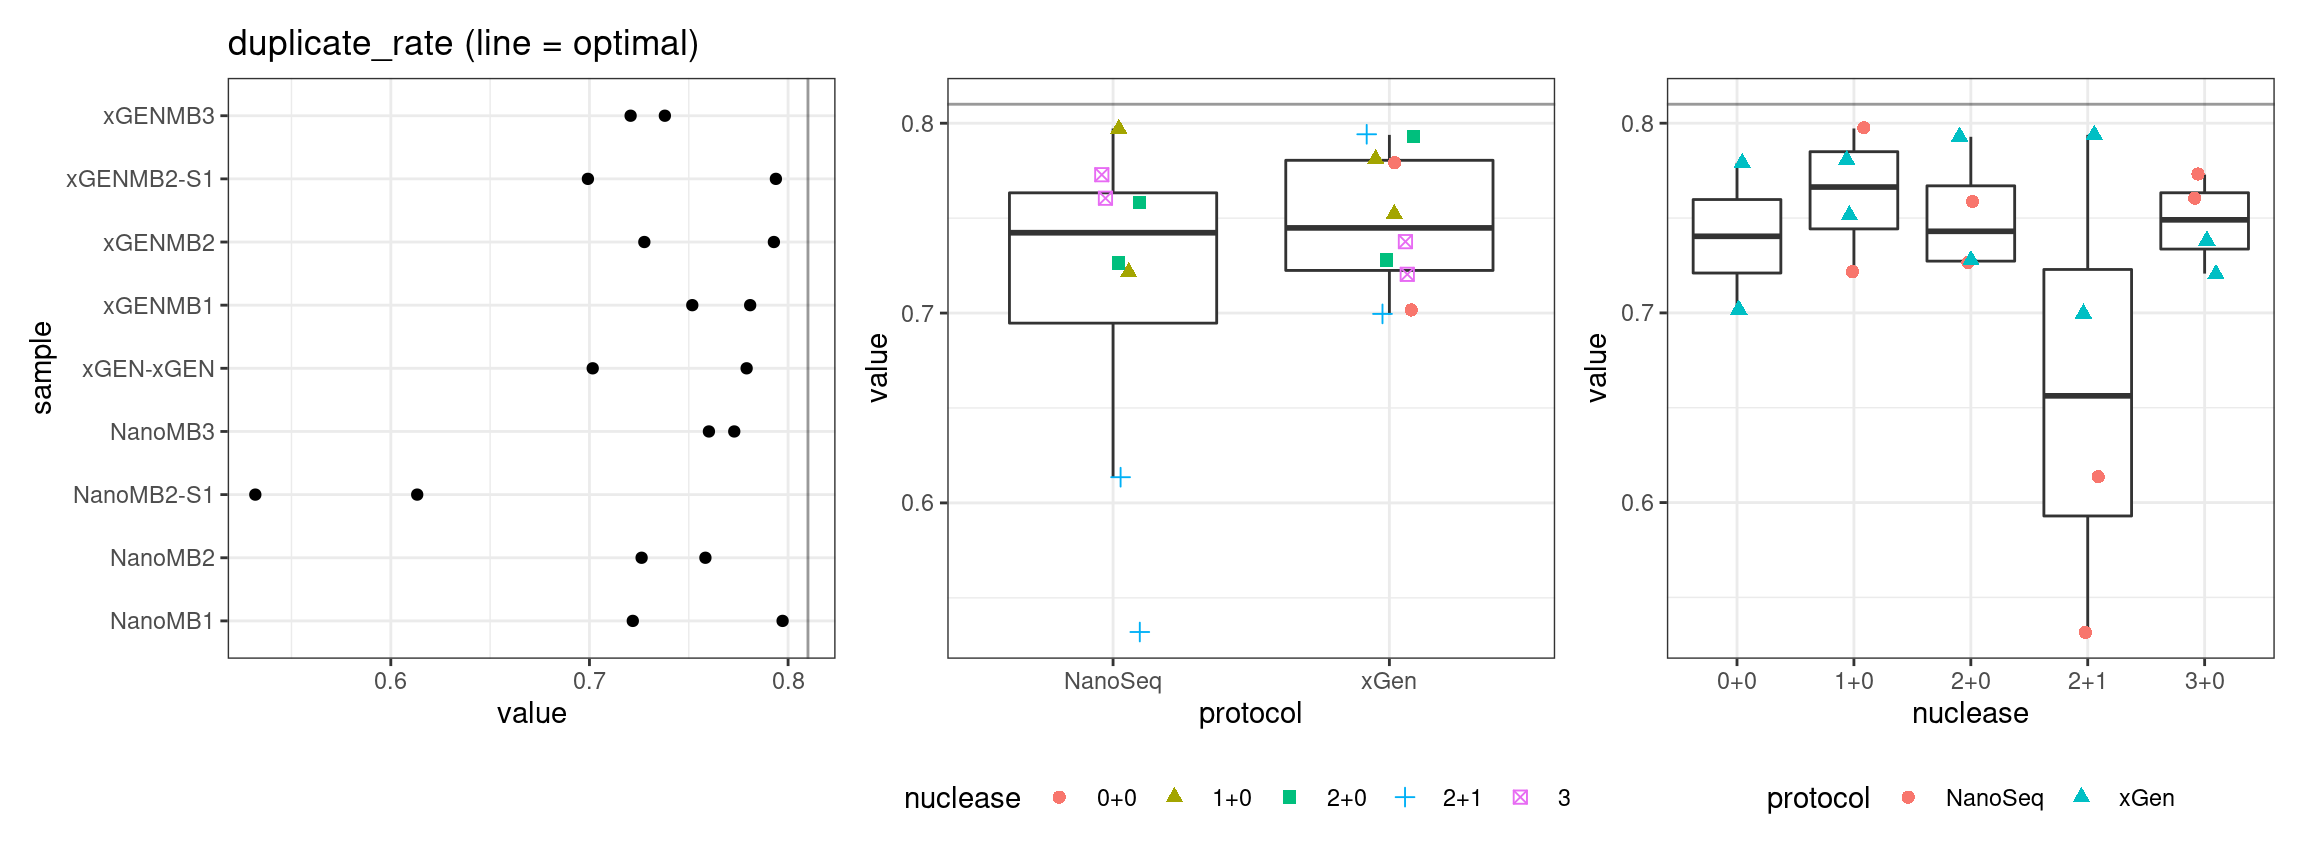 duplicate_rate (line = optimal)
sample
xGENMB3
xGENMB2-S1
xGENMB2
xGENMB1
xGEN-xGEN
NanoMB3
NanoMB2-S1
NanoMB2
NanoMB1
0.6 0.7 0.8
value
value
0.8
0.7
0.6
NanoSeq xGen
protocol
nuclease 0+0 1+0 2+0 2+1 3
value
0.8
0.7
0.6
0+0 1+0 2+0 2+1 3+0
nuclease
protocol NanoSeq xGen